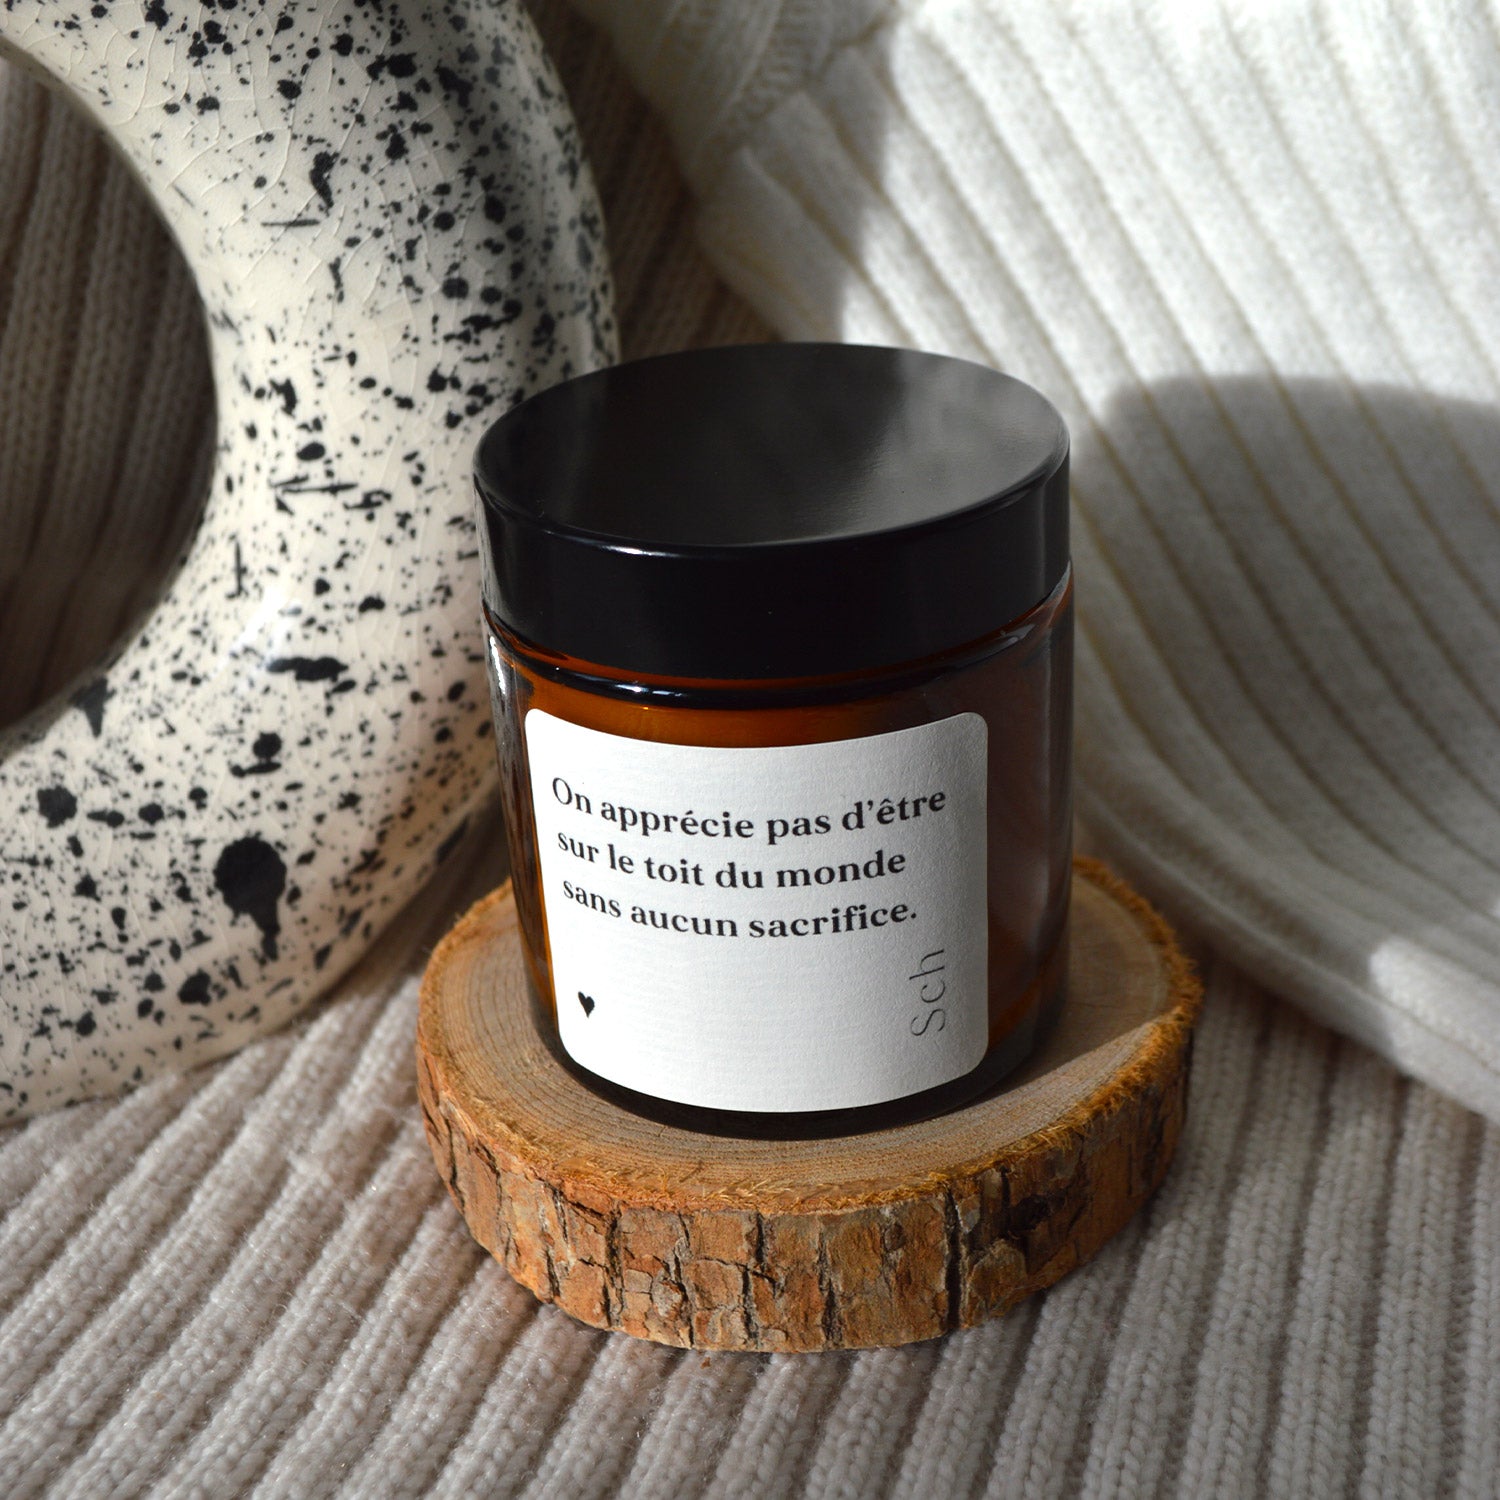 On apprécie pas d’être
sur le toit du monde
sans aucun sacrifice.
Sch